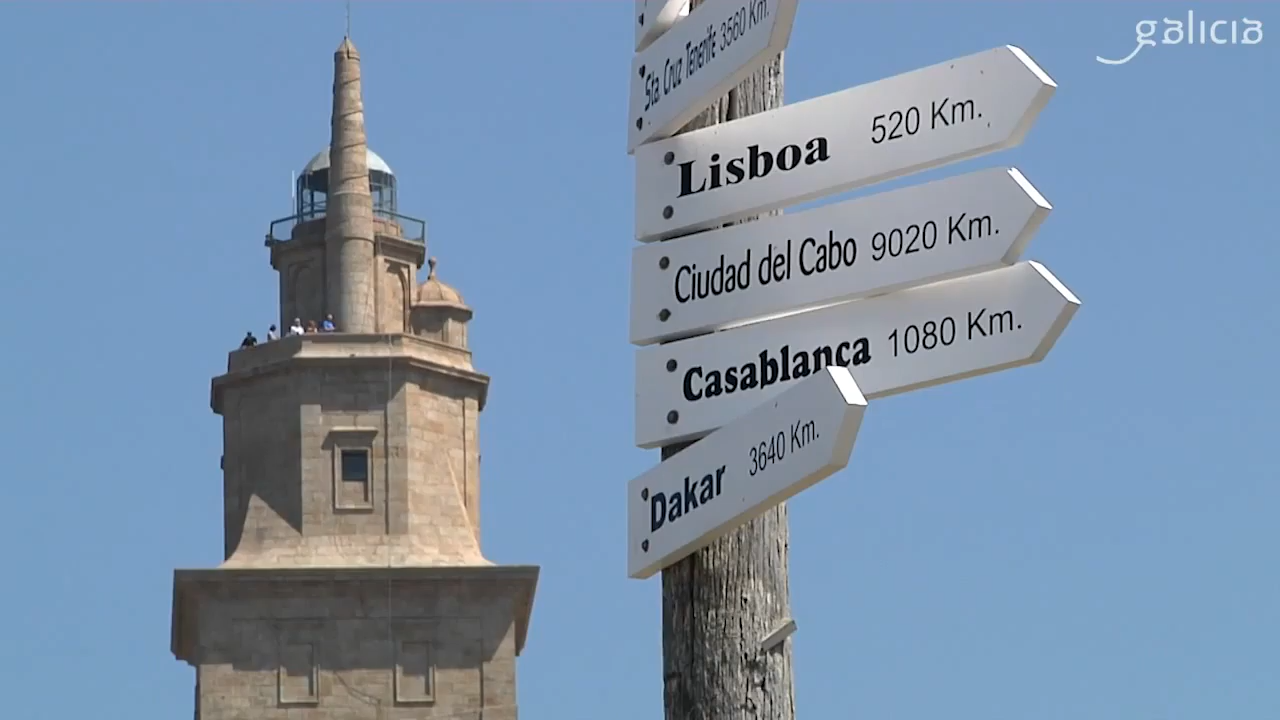 galicia
Sta. Cruz Tenerife 3560 Km.
Lisboa 520 Km.
Ciudad del Cabo 9020 Km.
Casablanca 1080 Km.
Dakar 3640 Km.